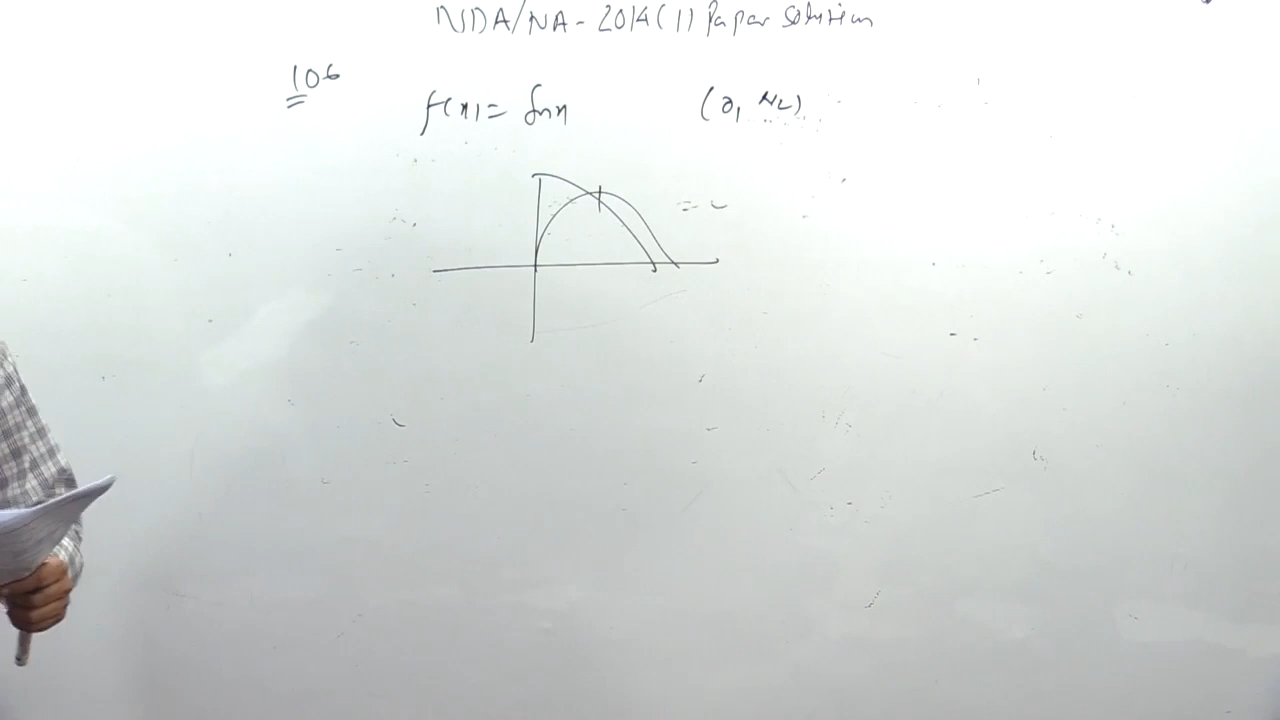 NDA/NA-2014(1) Paper Solution
106
f(x) = sin x (0, π/2)
=